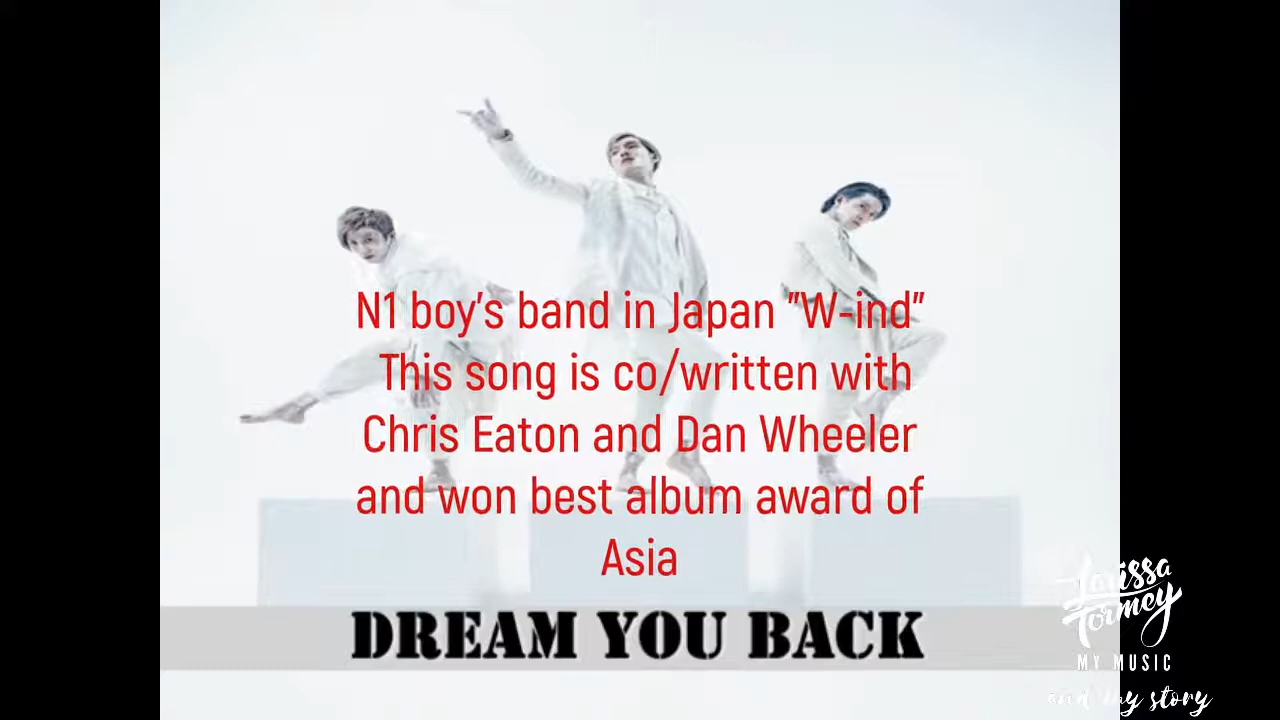 N1 boy's band in Japan "W-ind"
This song is co/written with
Chris Eaton and Dan Wheeler
and won best album award of
Asia
DREAM YOU BACK
Larissa
Tormey
MY MUSIC
and my story